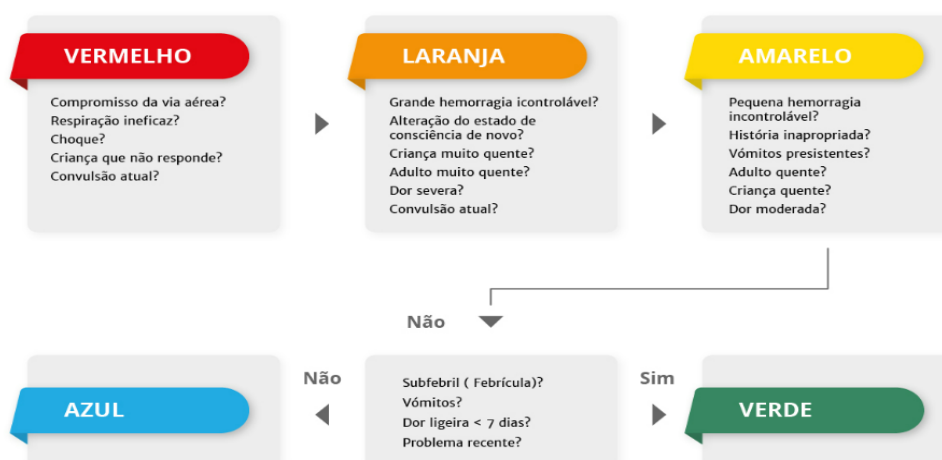 VERMELHO
Compromisso da via aérea?
Respiração ineficaz?
Choque?
Criança que não responde?
Convulsão atual?
LARANJA
Grande hemorragia icontrolável?
Alteração do estado de
consciência de novo?
Criança muito quente?
Adulto muito quente?
Dor severa?
Convulsão atual?
AMARELO
Pequena hemorragia
incontrolável?
História inapropriada?
Vómitos presistentes?
Adulto quente?
Criança quente?
Dor moderada?
Não
AZUL
Não
Subfebril ( Febrícula)?
Vómitos?
Dor ligeira < 7 dias?
Problema recente?
Sim
VERDE